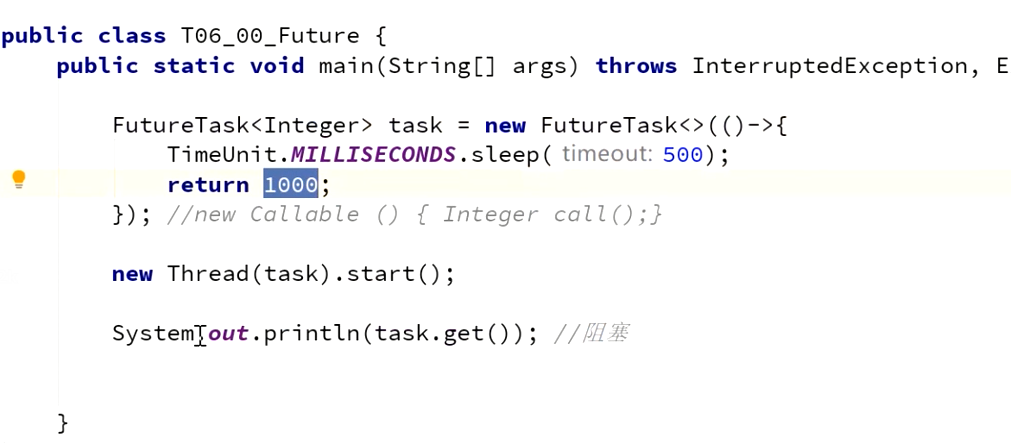 public class T06_00_Future {
public static void main(String[] args) throws InterruptedException, E
FutureTask<Integer> task = new FutureTask<>(()->{
TimeUnit.MILLISECONDS.sleep( timeout: 500);
return 1000;
}); //new Callable () { Integer call();}
new Thread(task).start();
System.out.println(task.get()); //阻塞
}